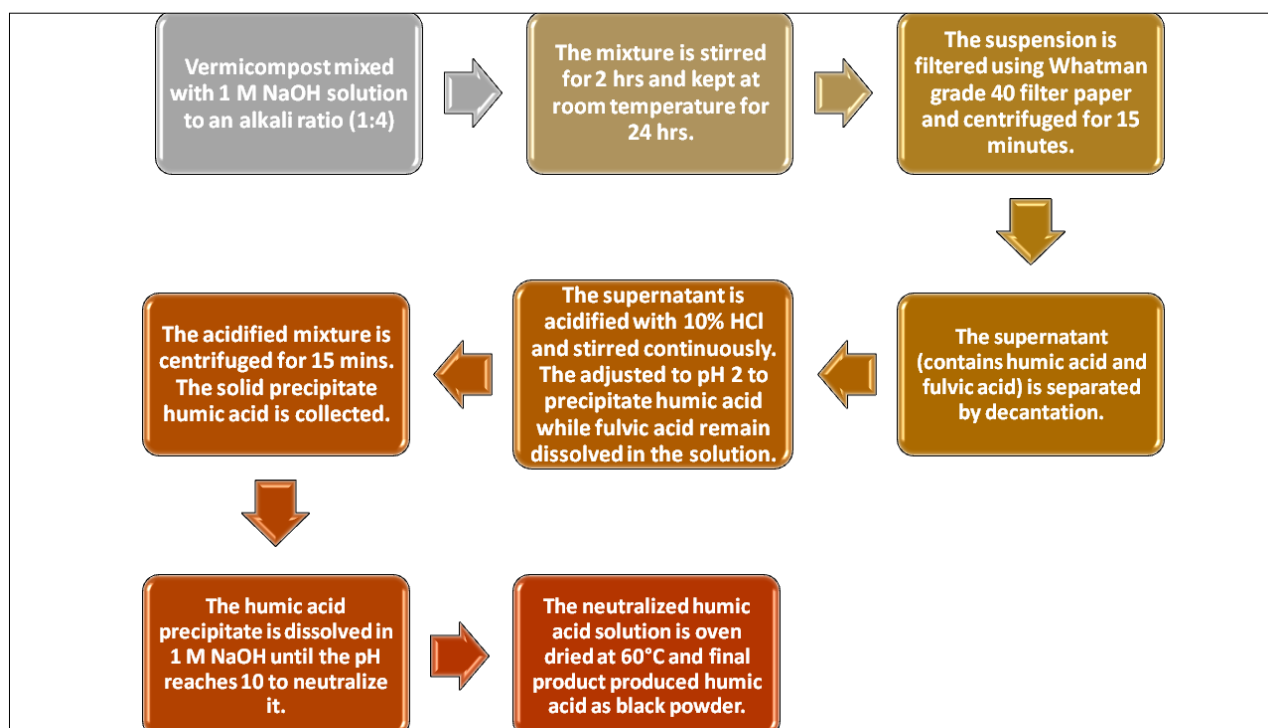 Vermicompost mixed
with 1 M NaOH solution
to an alkali ratio (1:4)
The mixture is stirred
for 2 hrs and kept at
room temperature for
24 hrs.
The suspension is
filtered using Whatman
grade 40 filter paper
and centrifuged for 15
minutes.
The supernatant
(contains humic acid and
fulvic acid) is separated
by decantation.
The supernatant is
acidified with 10% HCl
and stirred continuously.
The adjusted to pH 2 to
precipitate humic acid
while fulvic acid remain
dissolved in the solution.
The acidified mixture is
centrifuged for 15 mins.
The solid precipitate
humic acid is collected.
The humic acid
precipitate is dissolved in
1 M NaOH until the pH
reaches 10 to neutralize
it.
The neutralized humic
acid solution is oven
dried at 60°C and final
product produced humic
acid as black powder.